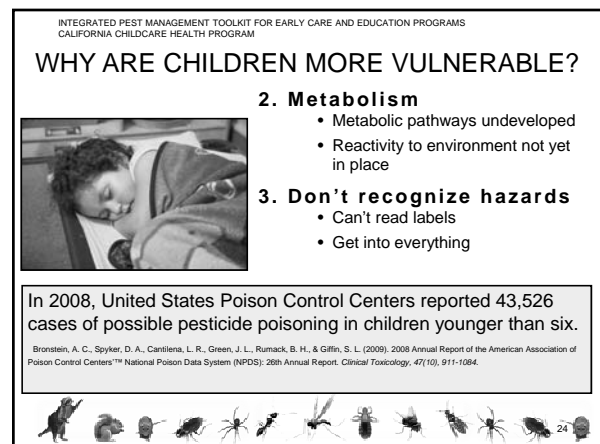 INTEGRATED PEST MANAGEMENT TOOLKIT FOR EARLY CARE AND EDUCATION PROGRAMS
CALIFORNIA CHILDCARE HEALTH PROGRAM
WHY ARE CHILDREN MORE VULNERABLE?
2. Metabolism
• Metabolic pathways undeveloped
• Reactivity to environment not yet
in place
3. Don't recognize hazards
• Can't read labels
• Get into everything
In 2008, United States Poison Control Centers reported 43,526
cases of possible pesticide poisoning in children younger than six.
Bronstein, A. C., Spyker, D. A., Cantilena, L. R., Green, J. L., Rumack, B. H., & Giffin, S. L. (2009). 2008 Annual Report of the American Association of
Poison Control Centers'™ National Poison Data System (NPDS): 26th Annual Report. Clinical Toxicology, 47(10), 911-1084.
24